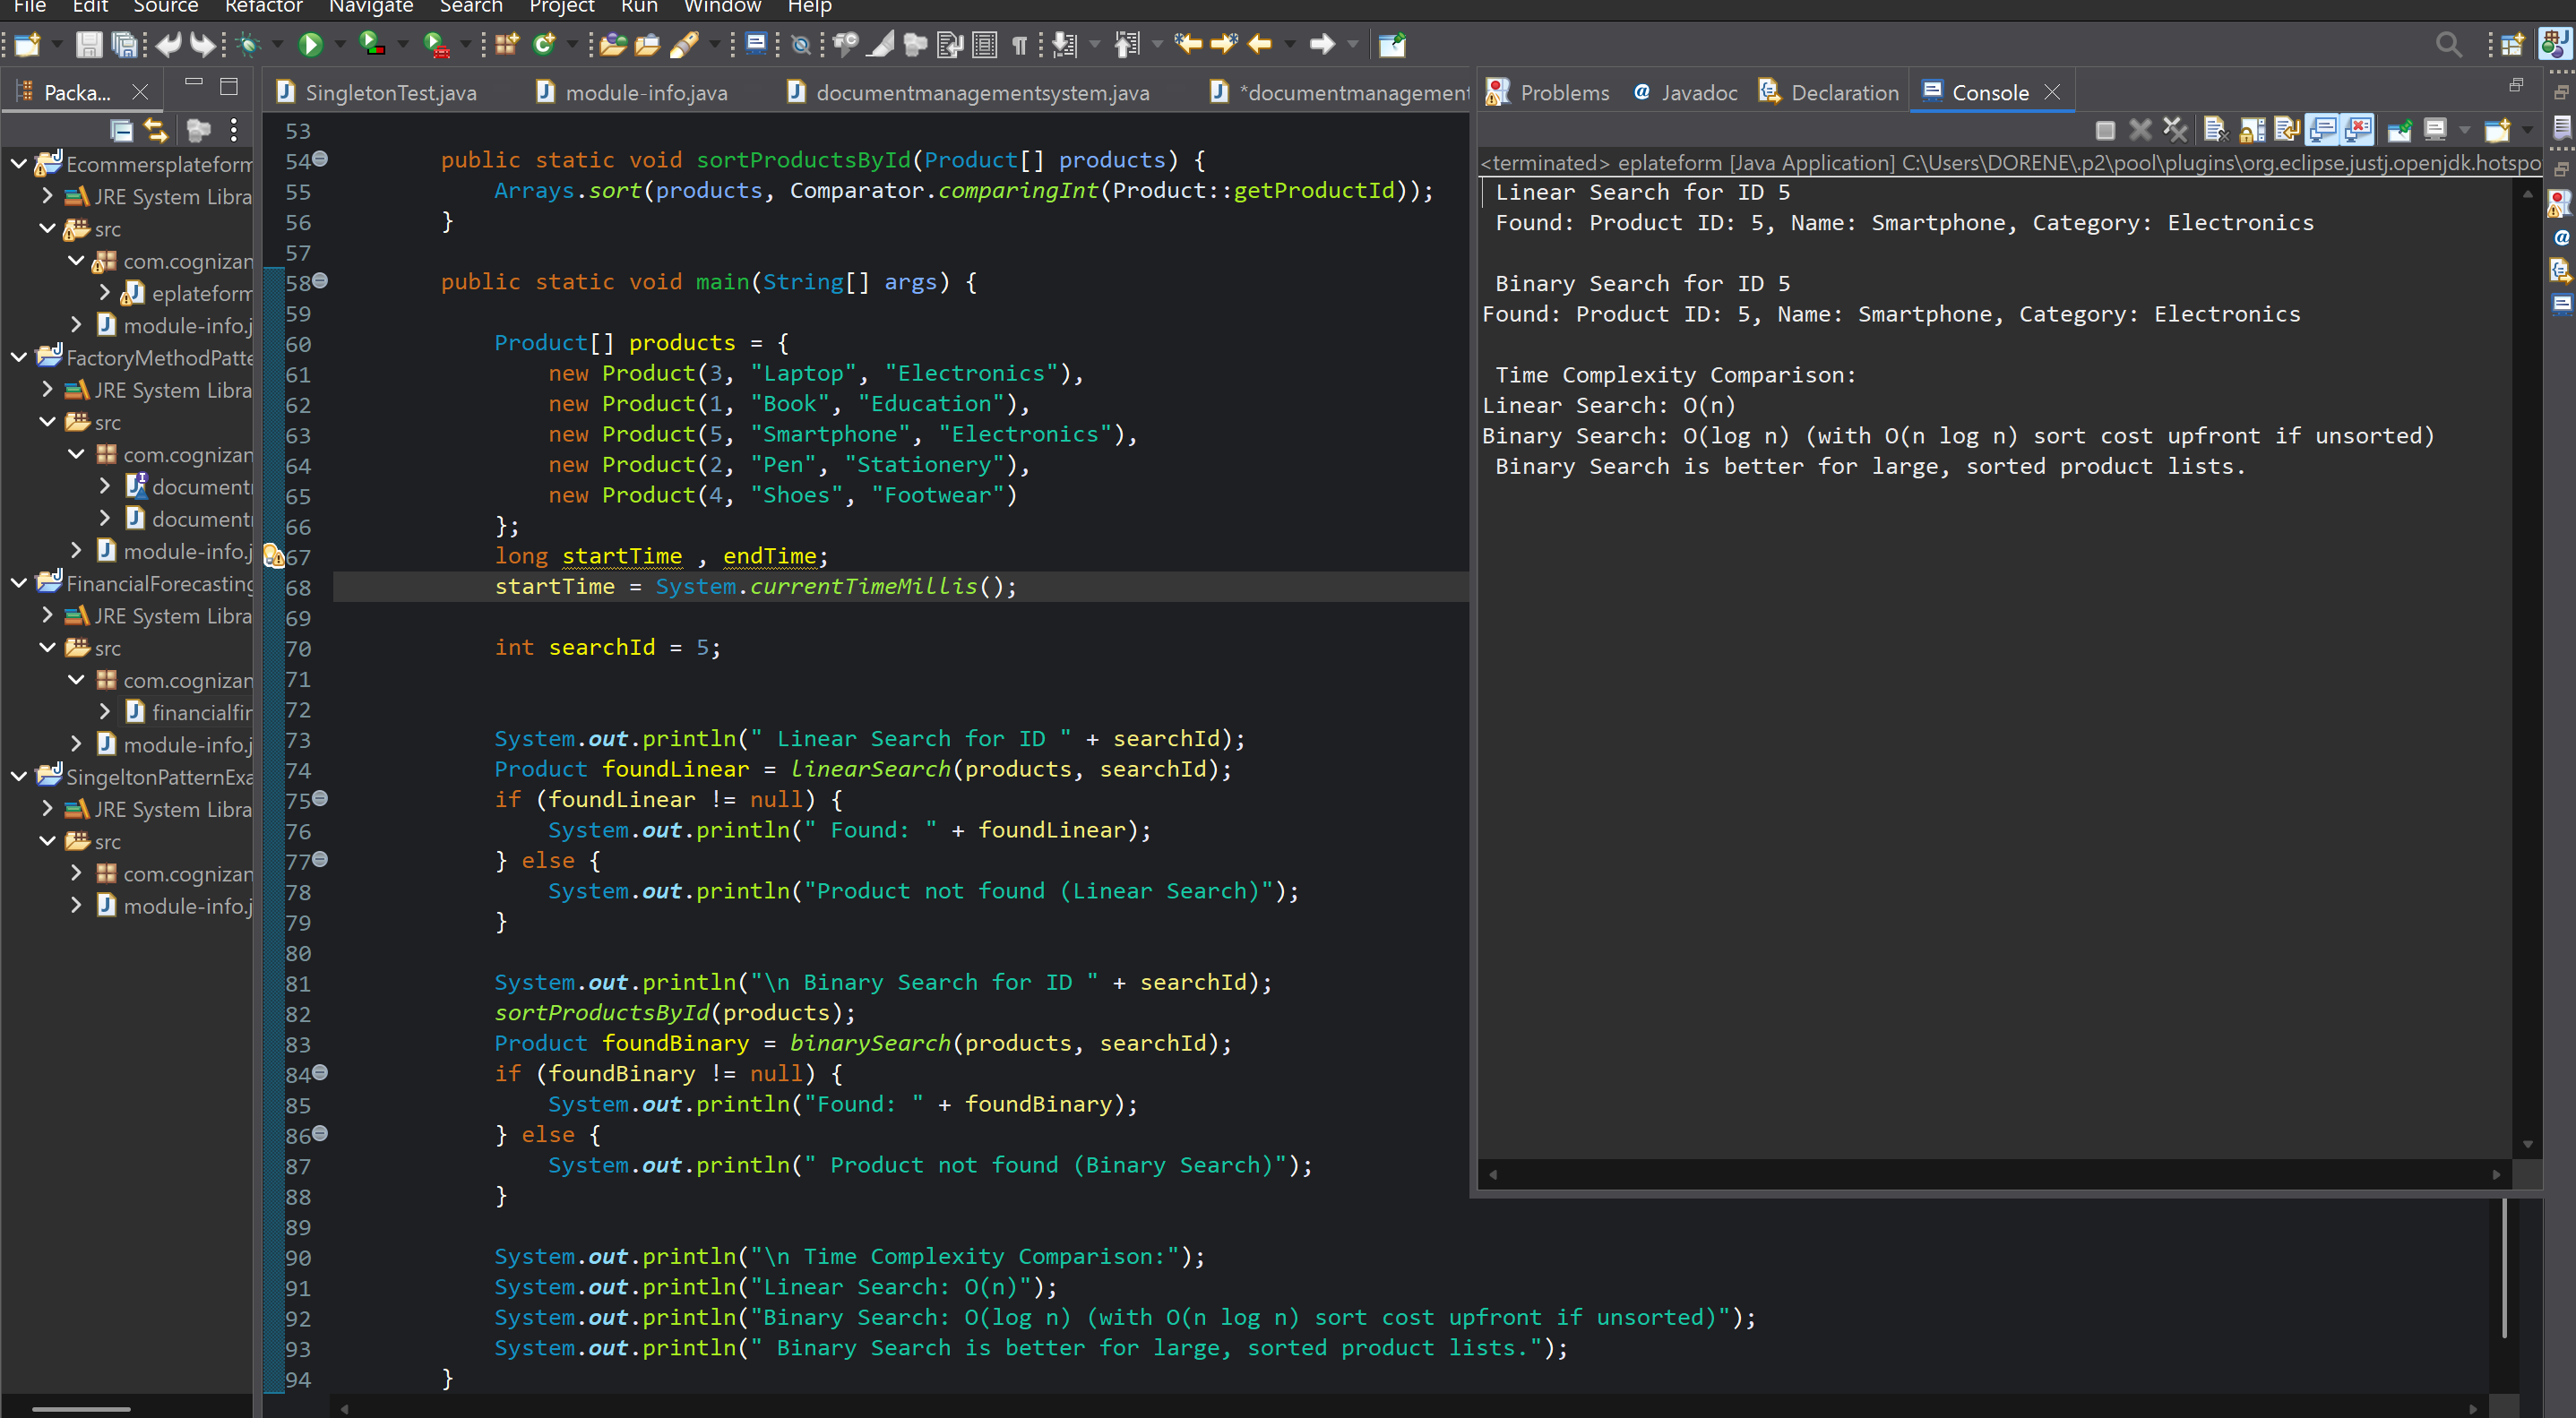 File Edit Source Refactor Navigate Search Project Run Window Help
Packa...
SingletonTest.java module-info.java documentmanagementsystem.java *documentmanagement
Ecommersplateform
JRE System Libra
src
com.cognizan
eplateform
module-info.j
FactoryMethodPatte
JRE System Libra
src
com.cognizan
document
document
module-info.j
FinancialForecasting
JRE System Libra
src
com.cognizan
financialfir
module-info.j
SingeltonPatternExa
JRE System Libra
src
com.cognizan
module-info.j
53
54 public static void sortProductsById(Product[] products) {
55 Arrays.sort(products, Comparator.comparingInt(Product::getProductId));
56 }
57
58 public static void main(String[] args) {
59
60 Product[] products = {
61 new Product(3, "Laptop", "Electronics"),
62 new Product(1, "Book", "Education"),
63 new Product(5, "Smartphone", "Electronics"),
64 new Product(2, "Pen", "Stationery"),
65 new Product(4, "Shoes", "Footwear")
66 };
67 long startTime , endTime;
68 startTime = System.currentTimeMillis();
69
70 int searchId = 5;
71
72
73 System.out.println(" Linear Search for ID " + searchId);
74 Product foundLinear = linearSearch(products, searchId);
75 if (foundLinear != null) {
76 System.out.println(" Found: " + foundLinear);
77 } else {
78 System.out.println("Product not found (Linear Search)");
79 }
80
81 System.out.println("\n Binary Search for ID " + searchId);
82 sortProductsById(products);
83 Product foundBinary = binarySearch(products, searchId);
84 if (foundBinary != null) {
85 System.out.println("Found: " + foundBinary);
86 } else {
87 System.out.println(" Product not found (Binary Search)");
88 }
89
90 System.out.println("\n Time Complexity Comparison:");
91 System.out.println("Linear Search: O(n)");
92 System.out.println("Binary Search: O(log n) (with O(n log n) sort cost upfront if unsorted)");
93 System.out.println(" Binary Search is better for large, sorted product lists.");
94 }
Problems Javadoc Declaration Console
<terminated> eplateform [Java Application] C:\Users\DORENE\.p2\pool\plugins\org.eclipse.justj.openjdk.hotspo
Linear Search for ID 5
Found: Product ID: 5, Name: Smartphone, Category: Electronics
Binary Search for ID 5
Found: Product ID: 5, Name: Smartphone, Category: Electronics
Time Complexity Comparison:
Linear Search: O(n)
Binary Search: O(log n) (with O(n log n) sort cost upfront if unsorted)
Binary Search is better for large, sorted product lists.